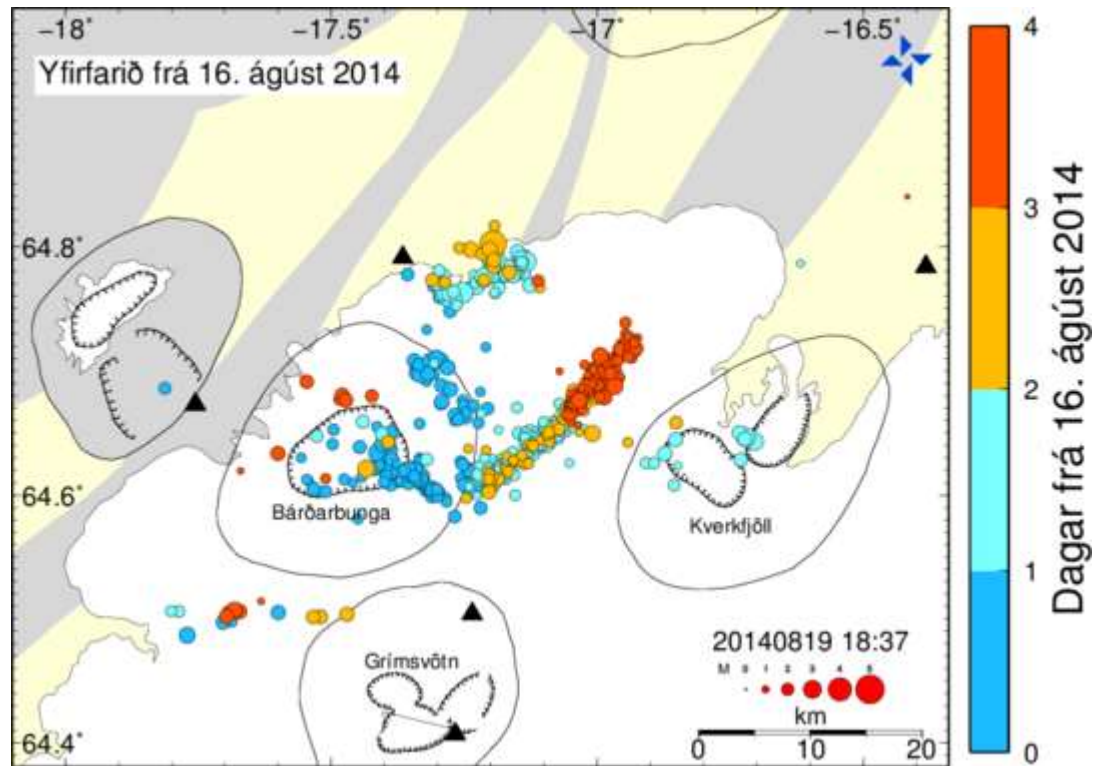 −18° −17.5° −17° −16.5°
Yfirfarið frá 16. ágúst 2014
64.8°
64.6°
64.4°
Bárðarbunga
Kverkfjöll
Grímsvötn
20140819 18:37
M 0 1 2 3 4 5
km
0 10 20
4
3
2
1
0
Dagar frá 16. ágúst 2014